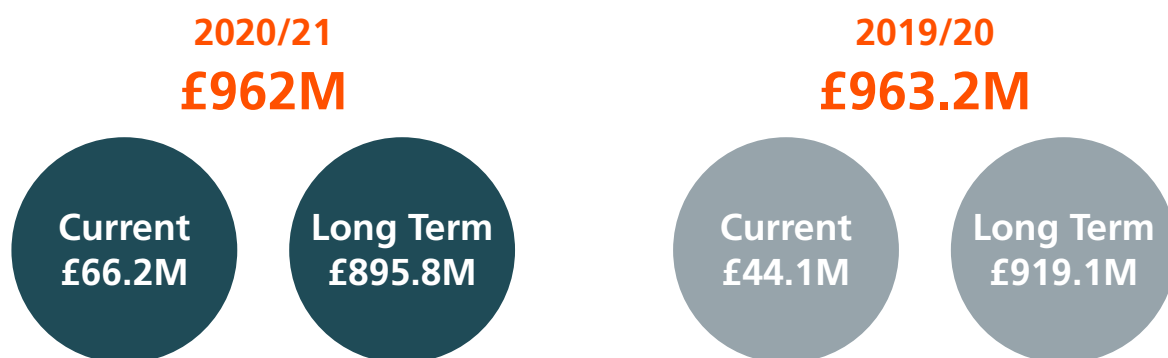 2020/21
£962M
Current
£66.2M
Long Term
£895.8M
2019/20
£963.2M
Current
£44.1M
Long Term
£919.1M